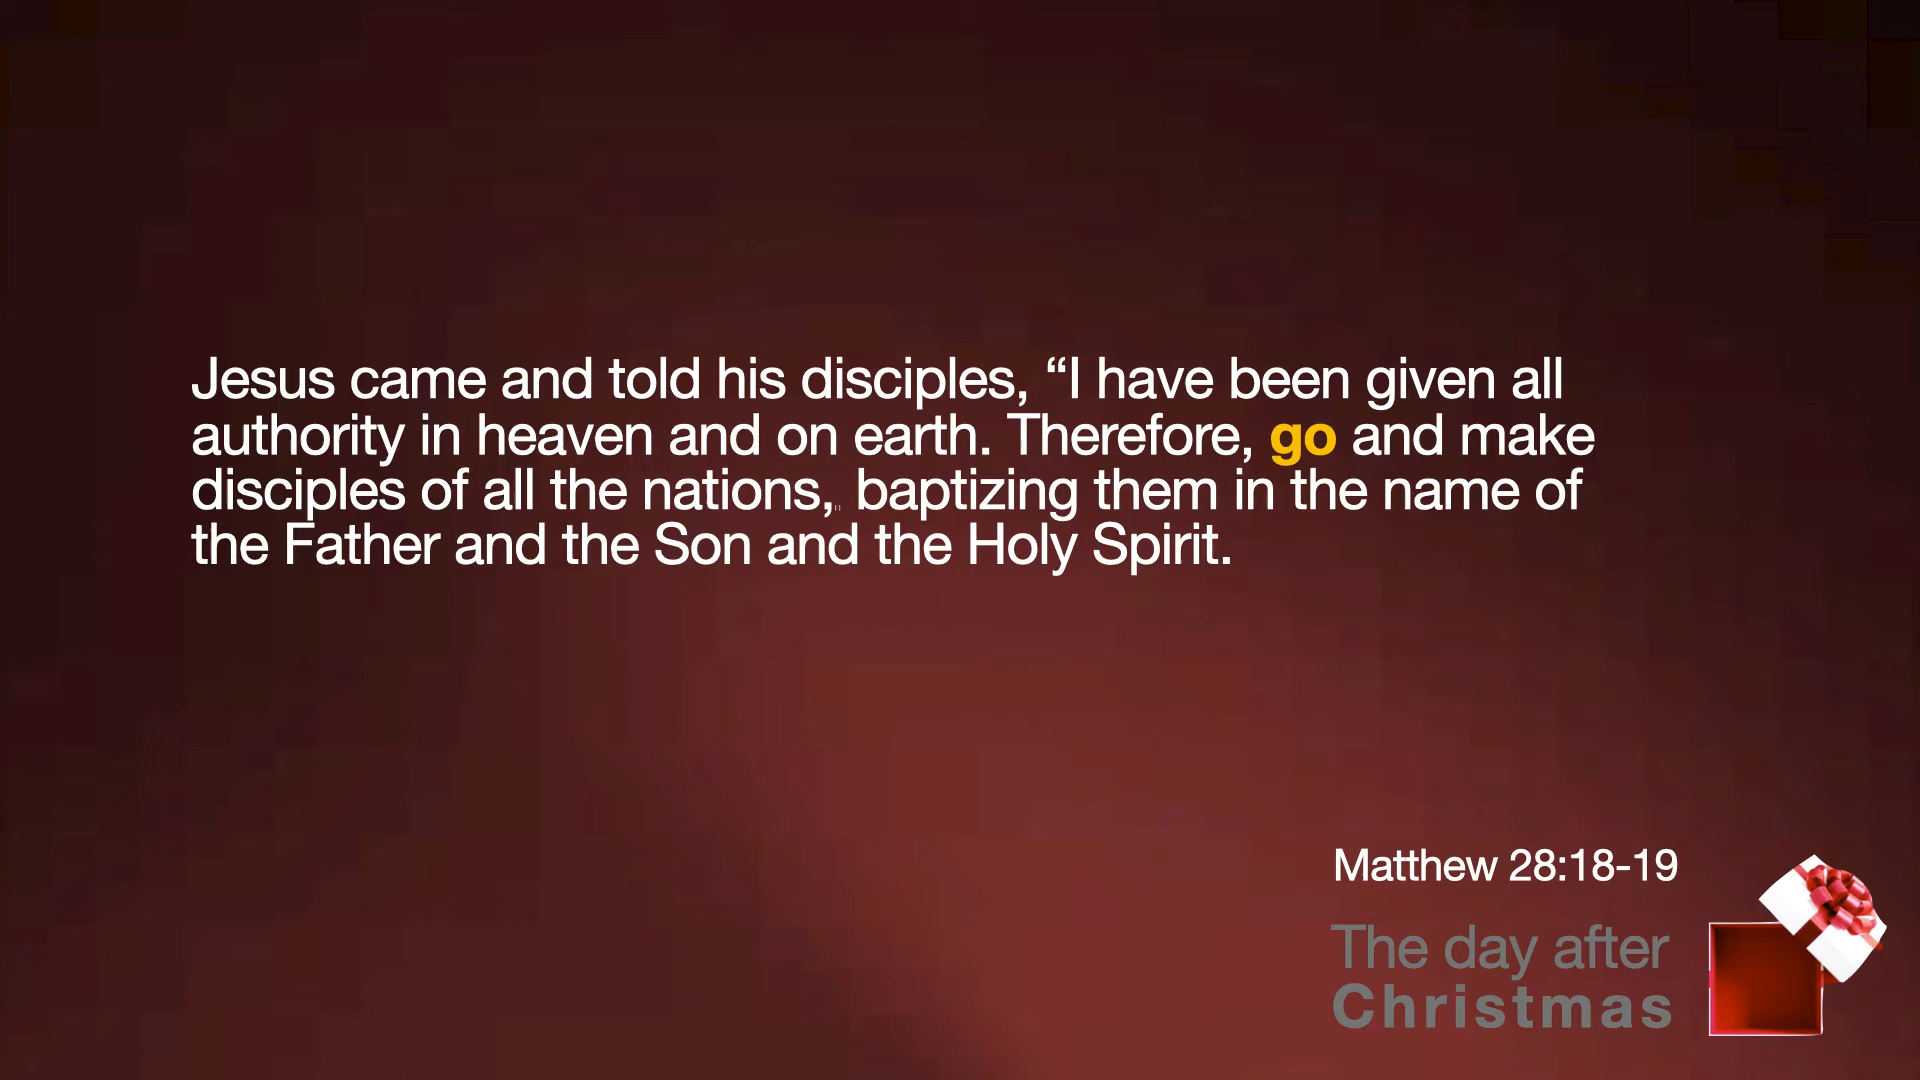 Jesus came and told his disciples, “I have been given all
authority in heaven and on earth. Therefore, go and make
disciples of all the nations, baptizing them in the name of
the Father and the Son and the Holy Spirit.
Matthew 28:18-19
The day after
Christmas